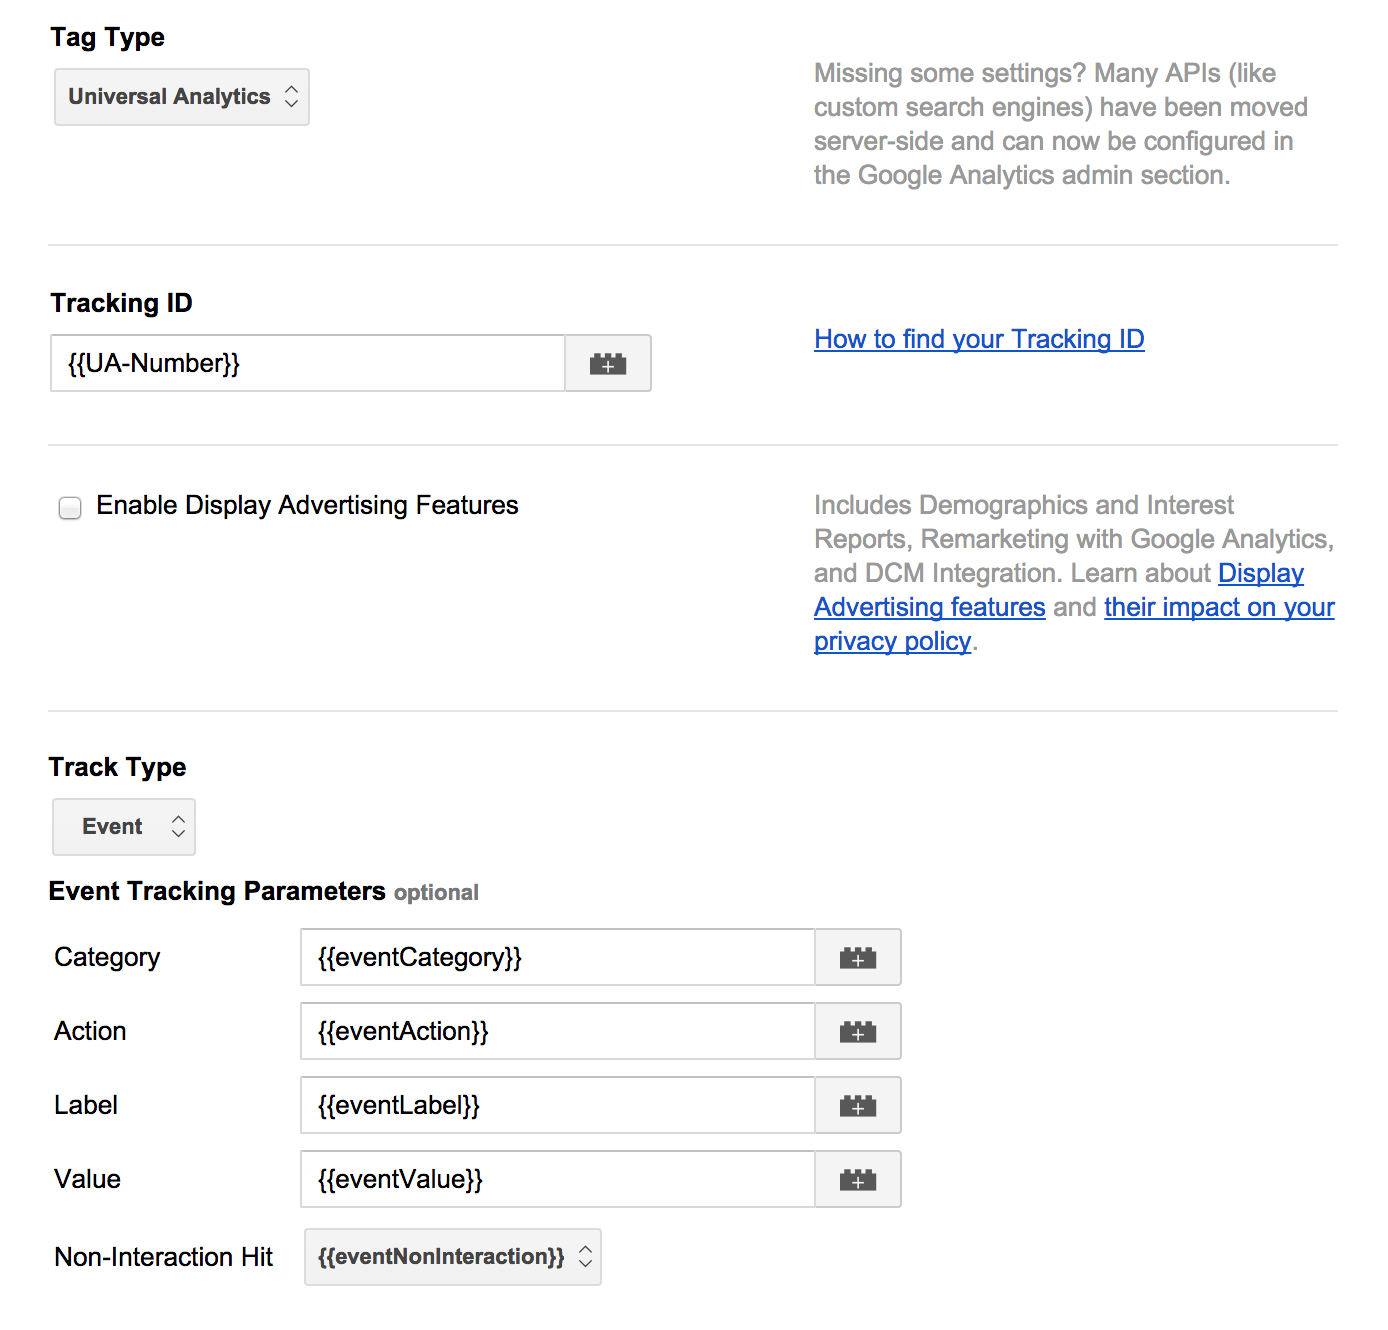 Tag Type
Universal Analytics
Missing some settings? Many APIs (like
custom search engines) have been moved
server-side and can now be configured in
the Google Analytics admin section.
Tracking ID
{{UA-Number}}
How to find your Tracking ID
Enable Display Advertising Features
Includes Demographics and Interest
Reports, Remarketing with Google Analytics,
and DCM Integration. Learn about Display
Advertising features and their impact on your
privacy policy.
Track Type
Event
Event Tracking Parameters optional
Category {{eventCategory}}
Action {{eventAction}}
Label {{eventLabel}}
Value {{eventValue}}
Non-Interaction Hit {{eventNonInteraction}}